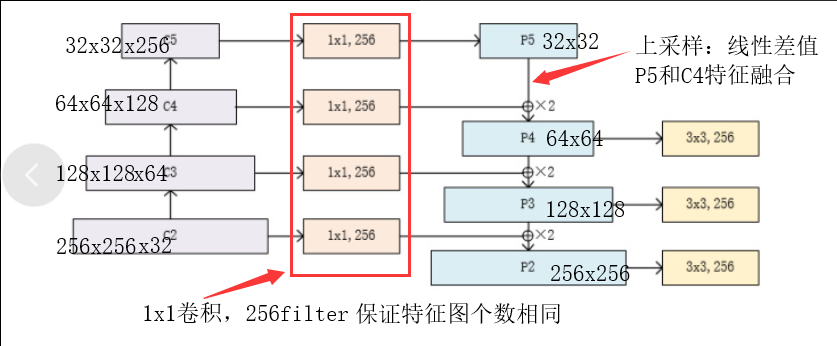 C5
32x32x256
1x1,256
P5
32x32
上采样：线性差值
P5和C4特征融合
C4
64x64x128
1x1,256
×2
P4
64x64
3x3,256
C3
128x128x64
1x1,256
×2
P3
128x128
3x3,256
C2
256x256x32
1x1,256
×2
P2
256x256
3x3,256
1x1卷积，256filter 保证特征图个数相同